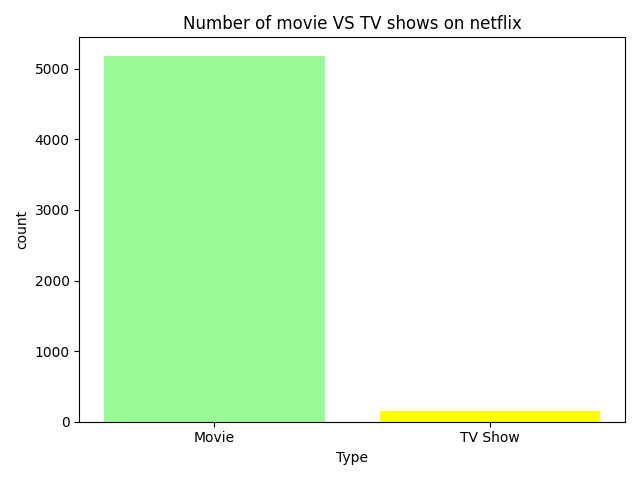 Number of movie VS TV shows on netflix
5000
4000
3000
2000
1000
0
count
Movie
TV Show
Type